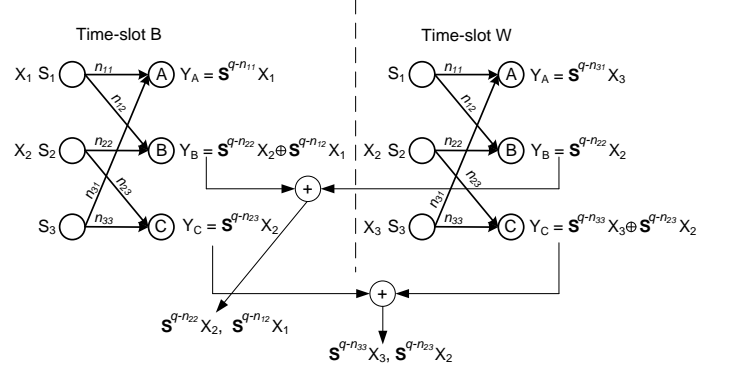 Time-slot B
Time-slot W
X1 S1 n11 A YA = S^q-n11 X1
S1 n11 A YA = S^q-n31 X3
n12
n12
X2 S2 n22 B YB = S^q-n22 X2⊕S^q-n12 X1
X2 S2 n22 B YB = S^q-n22 X2
n31 n23
n31 n23
+
S3 n33 C YC = S^q-n23 X2
X3 S3 n33 C YC = S^q-n33 X3⊕S^q-n23 X2
+
S^q-n22 X2, S^q-n12 X1
S^q-n33 X3, S^q-n23 X2